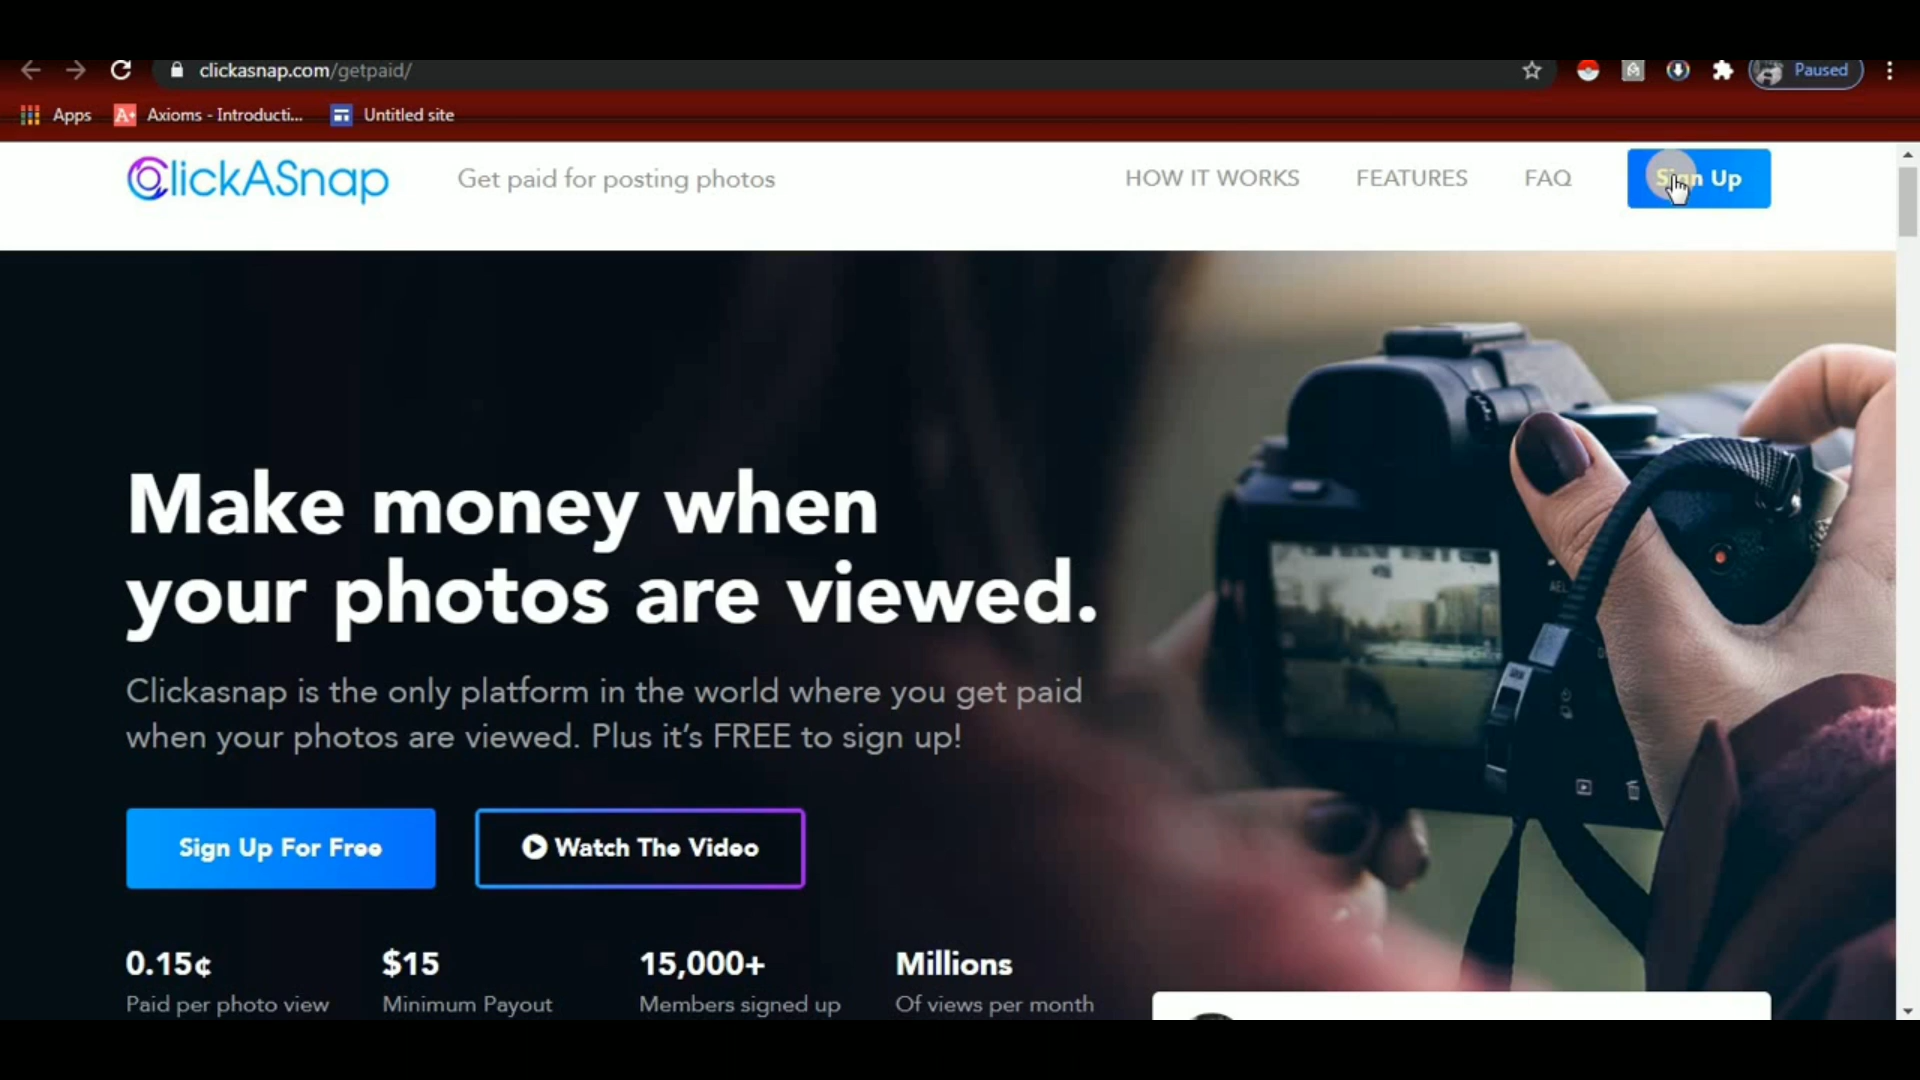 clickasnap.com/getpaid/
Paused
Apps
Axioms - Introducti...
Untitled site
ClickASnap
Get paid for posting photos
HOW IT WORKS
FEATURES
FAQ
Sign Up
Make money when
your photos are viewed.
Clickasnap is the only platform in the world where you get paid
when your photos are viewed. Plus it's FREE to sign up!
Sign Up For Free
Watch The Video
0.15¢
Paid per photo view
$15
Minimum Payout
15,000+
Members signed up
Millions
Of views per month